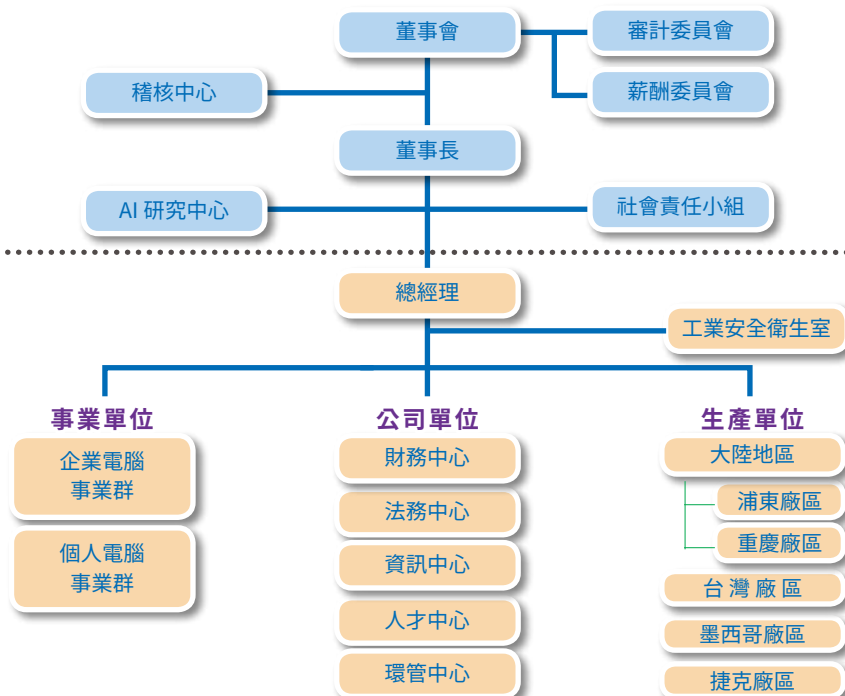 董事會
審計委員會
薪酬委員會
稽核中心
董事長
AI 研究中心
社會責任小組
總經理
工業安全衛生室
事業單位
企業電腦
事業群
個人電腦
事業群
公司單位
財務中心
法務中心
資訊中心
人才中心
環管中心
生產單位
大陸地區
浦東廠區
重慶廠區
台灣廠區
墨西哥廠區
捷克廠區